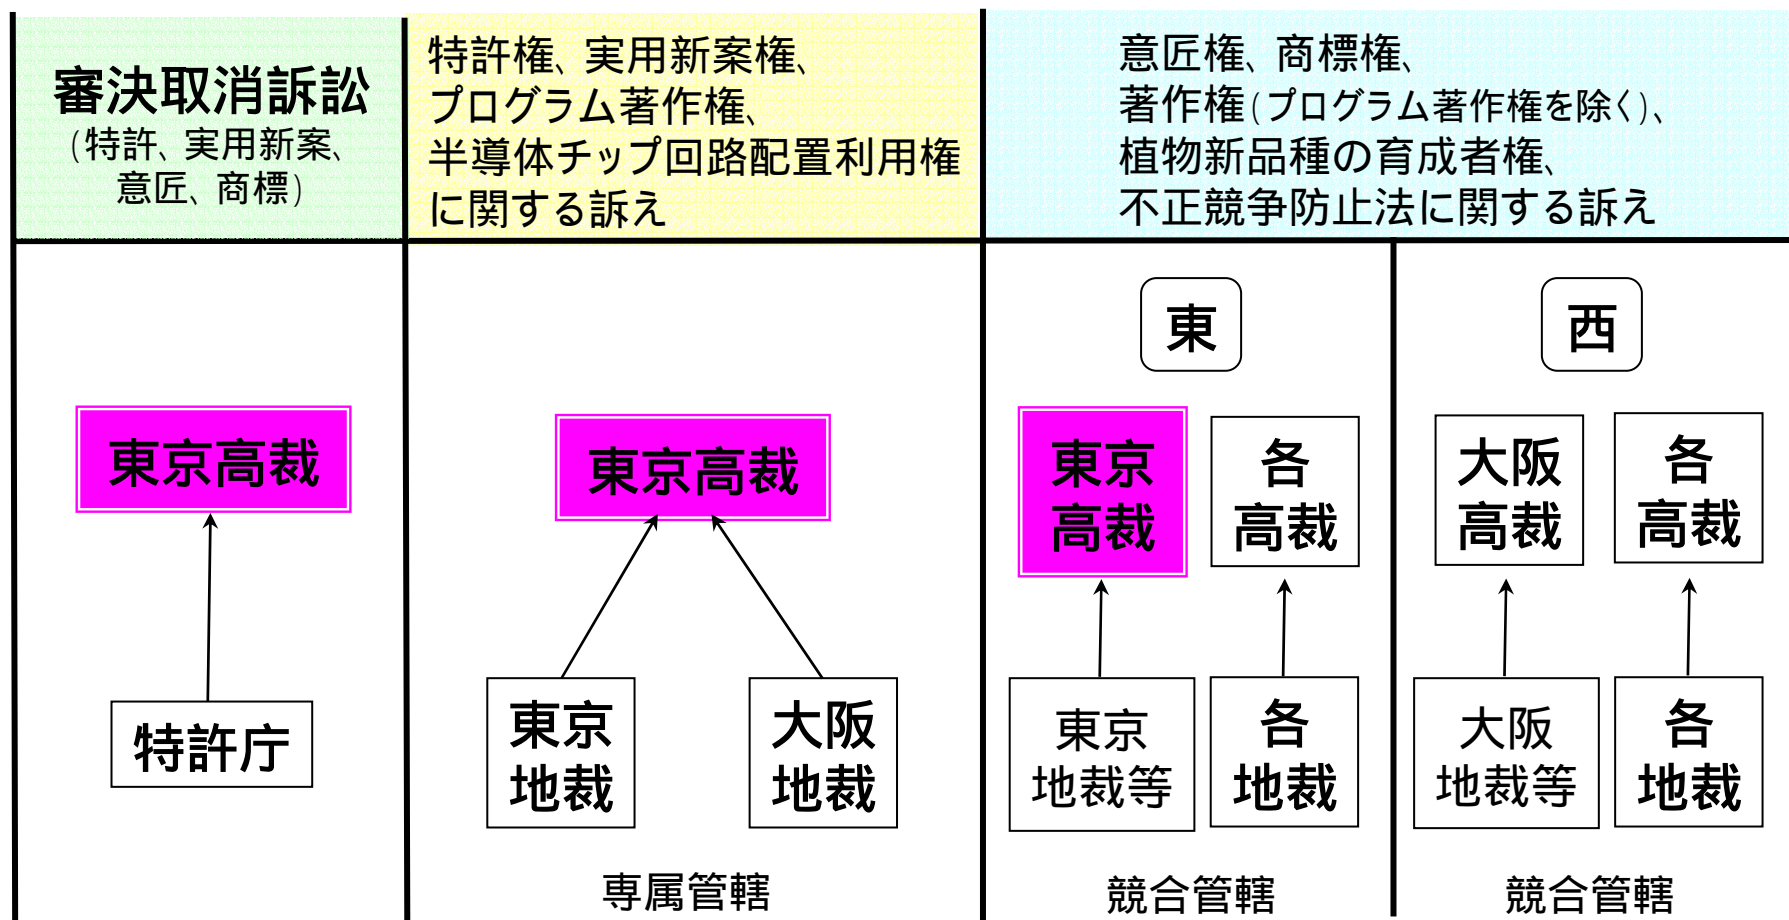 審決取消訴訟
(特許、実用新案、
意匠、商標)
特許権、実用新案権、
プログラム著作権、
半導体チップ回路配置利用権
に関する訴え
意匠権、商標権、
著作権(プログラム著作権を除く)、
植物新品種の育成者権、
不正競争防止法に関する訴え
東京高裁
特許庁
東京高裁
東京
地裁
大阪
地裁
専属管轄
東
東京
高裁
各
高裁
東京
地裁等
各
地裁
競合管轄
西
大阪
高裁
各
高裁
大阪
地裁等
各
地裁
競合管轄